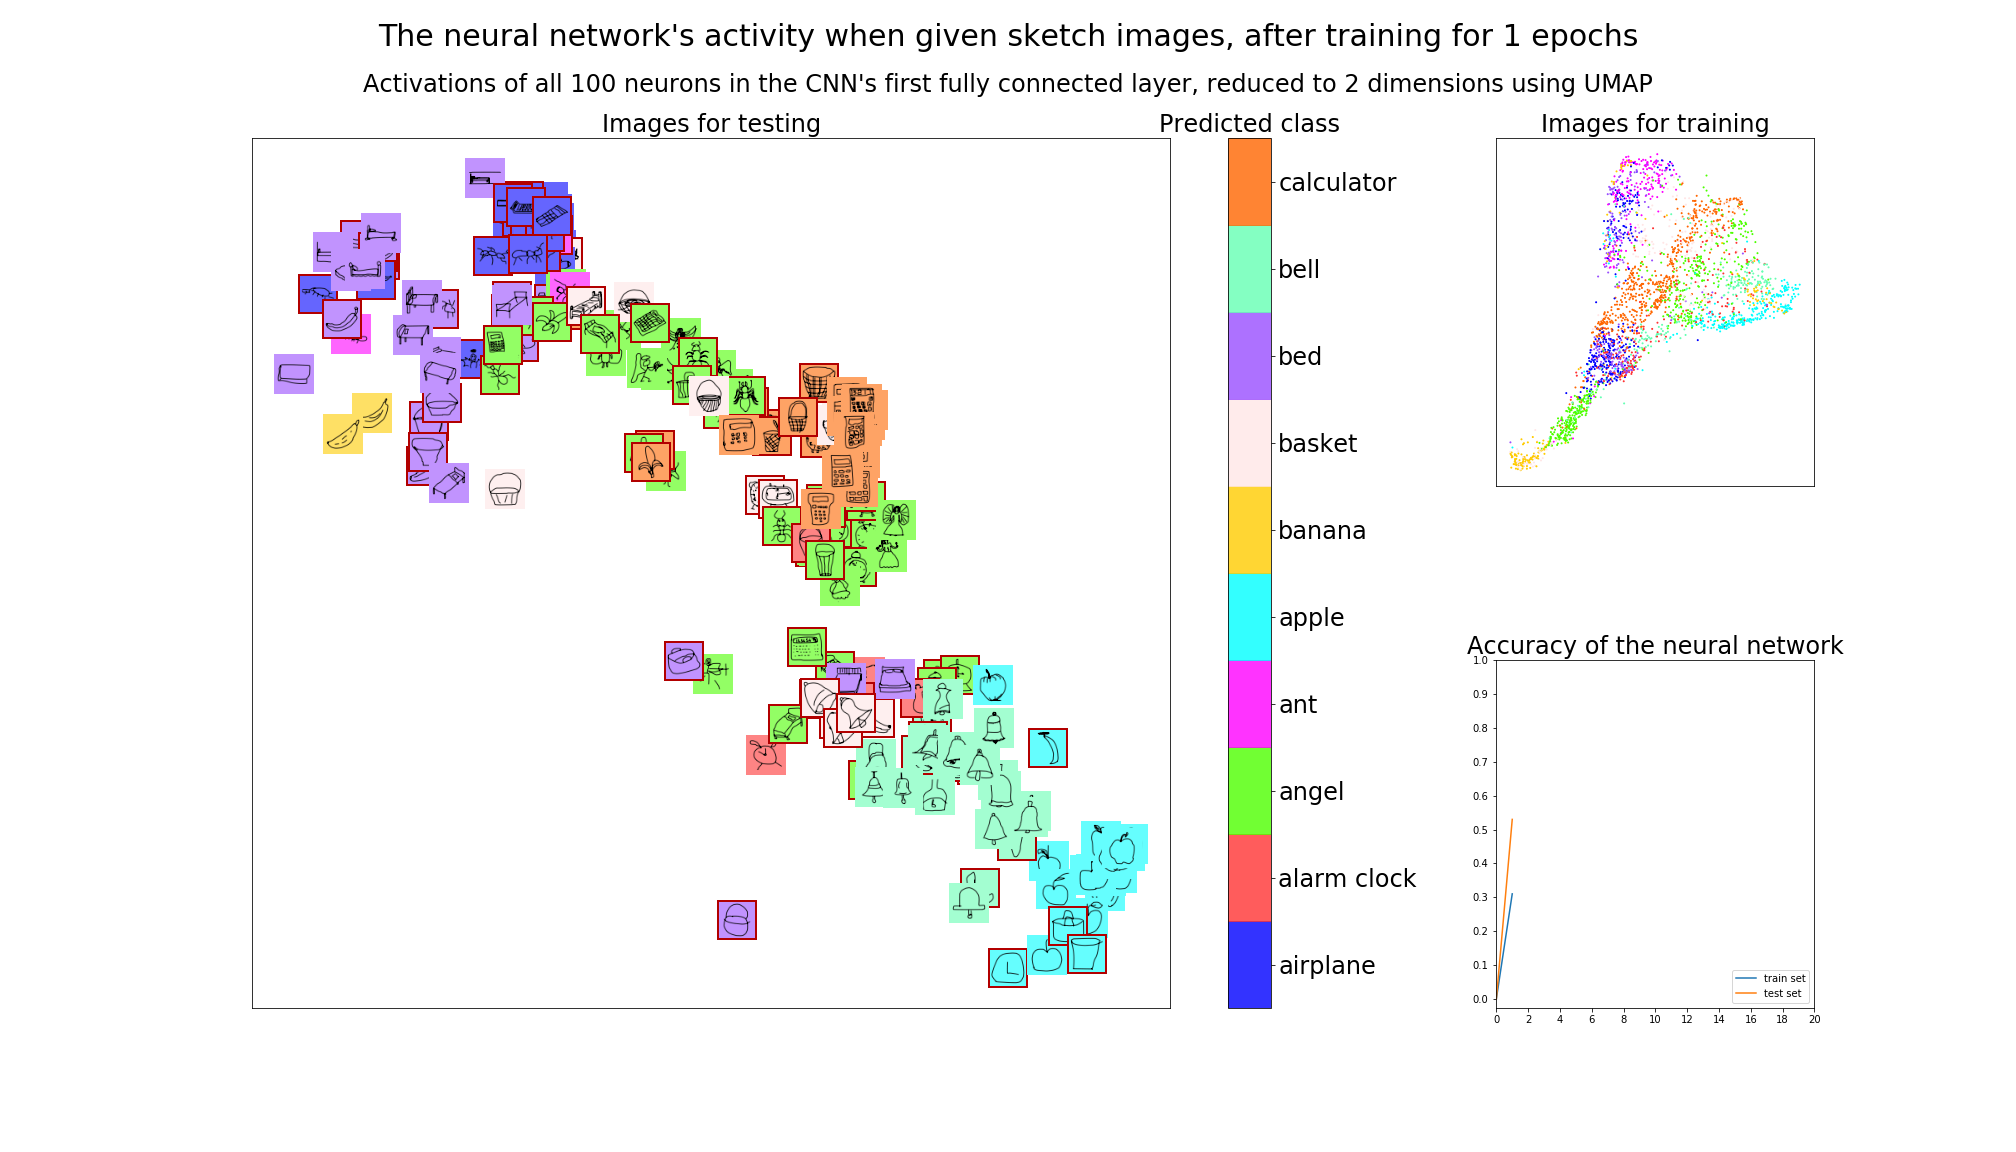 The neural network's activity when given sketch images, after training for 1 epochs
Activations of all 100 neurons in the CNN's first fully connected layer, reduced to 2 dimensions using UMAP
Images for testing
Predicted class
calculator
bell
bed
basket
banana
apple
ant
angel
alarm clock
airplane
Images for training
Accuracy of the neural network
1.0
0.9
0.8
0.7
0.6
0.5
0.4
0.3
0.2
0.1
0.0
train set
test set
0 2 4 6 8 10 12 14 16 18 20